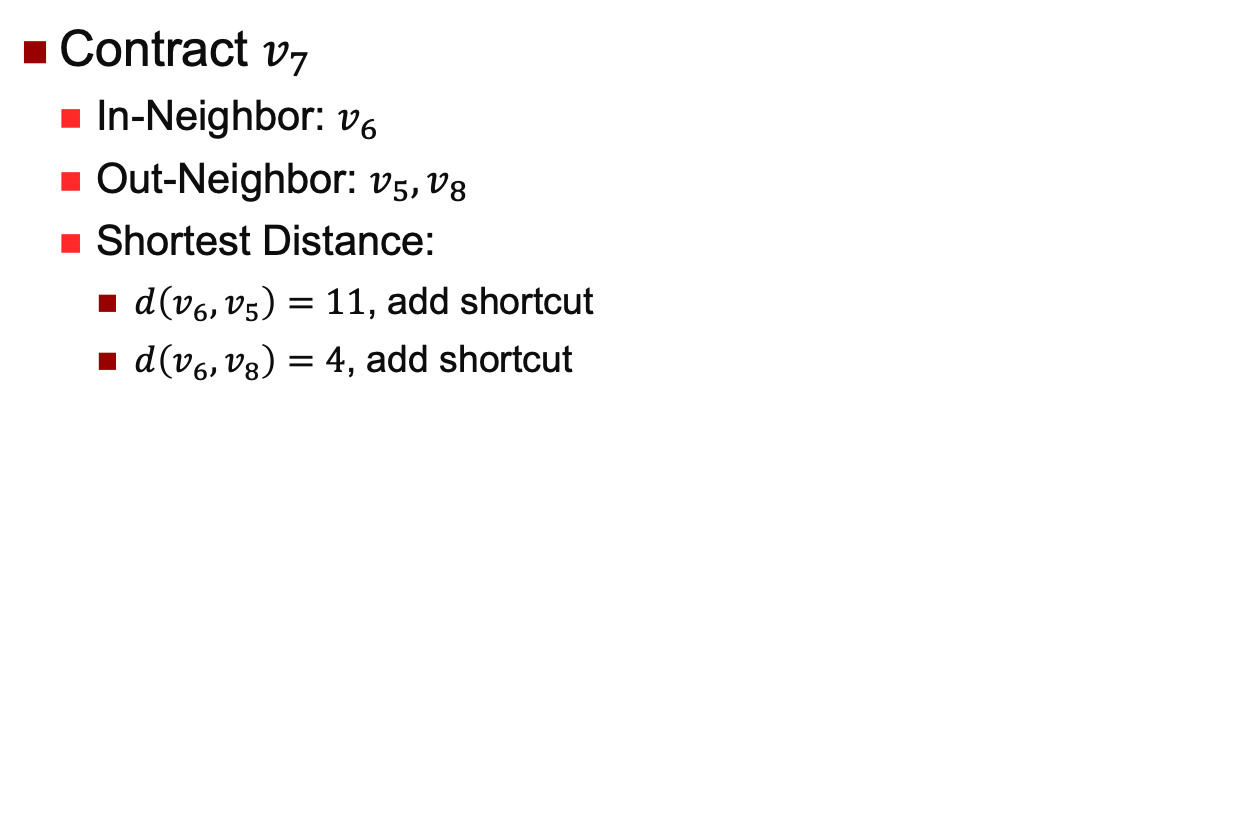 Contract v₇
In-Neighbor: v₆
Out-Neighbor: v₅, v₈
Shortest Distance:
d(v₆, v₅) = 11, add shortcut
d(v₆, v₈) = 4, add shortcut